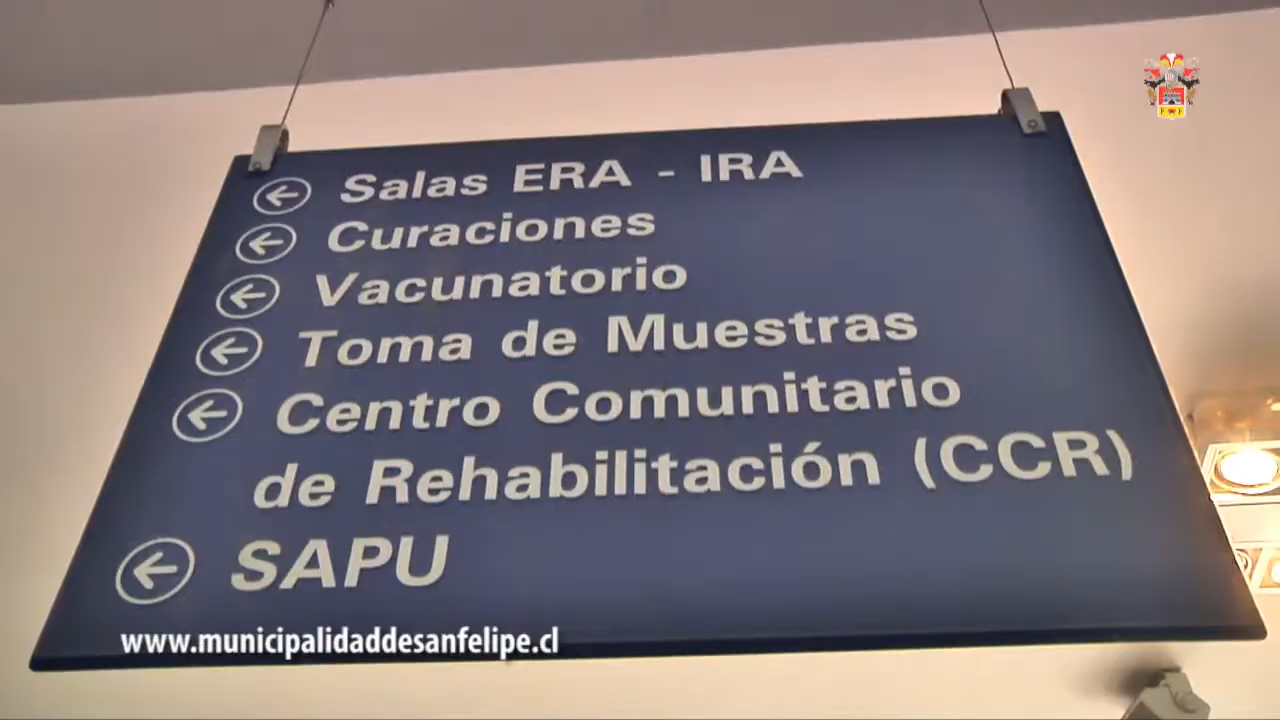 Salas ERA - IRA
Curaciones
Vacunatorio
Toma de Muestras
Centro Comunitario
de Rehabilitación (CCR)
SAPU
www.municipalidaddesanfelipe.cl